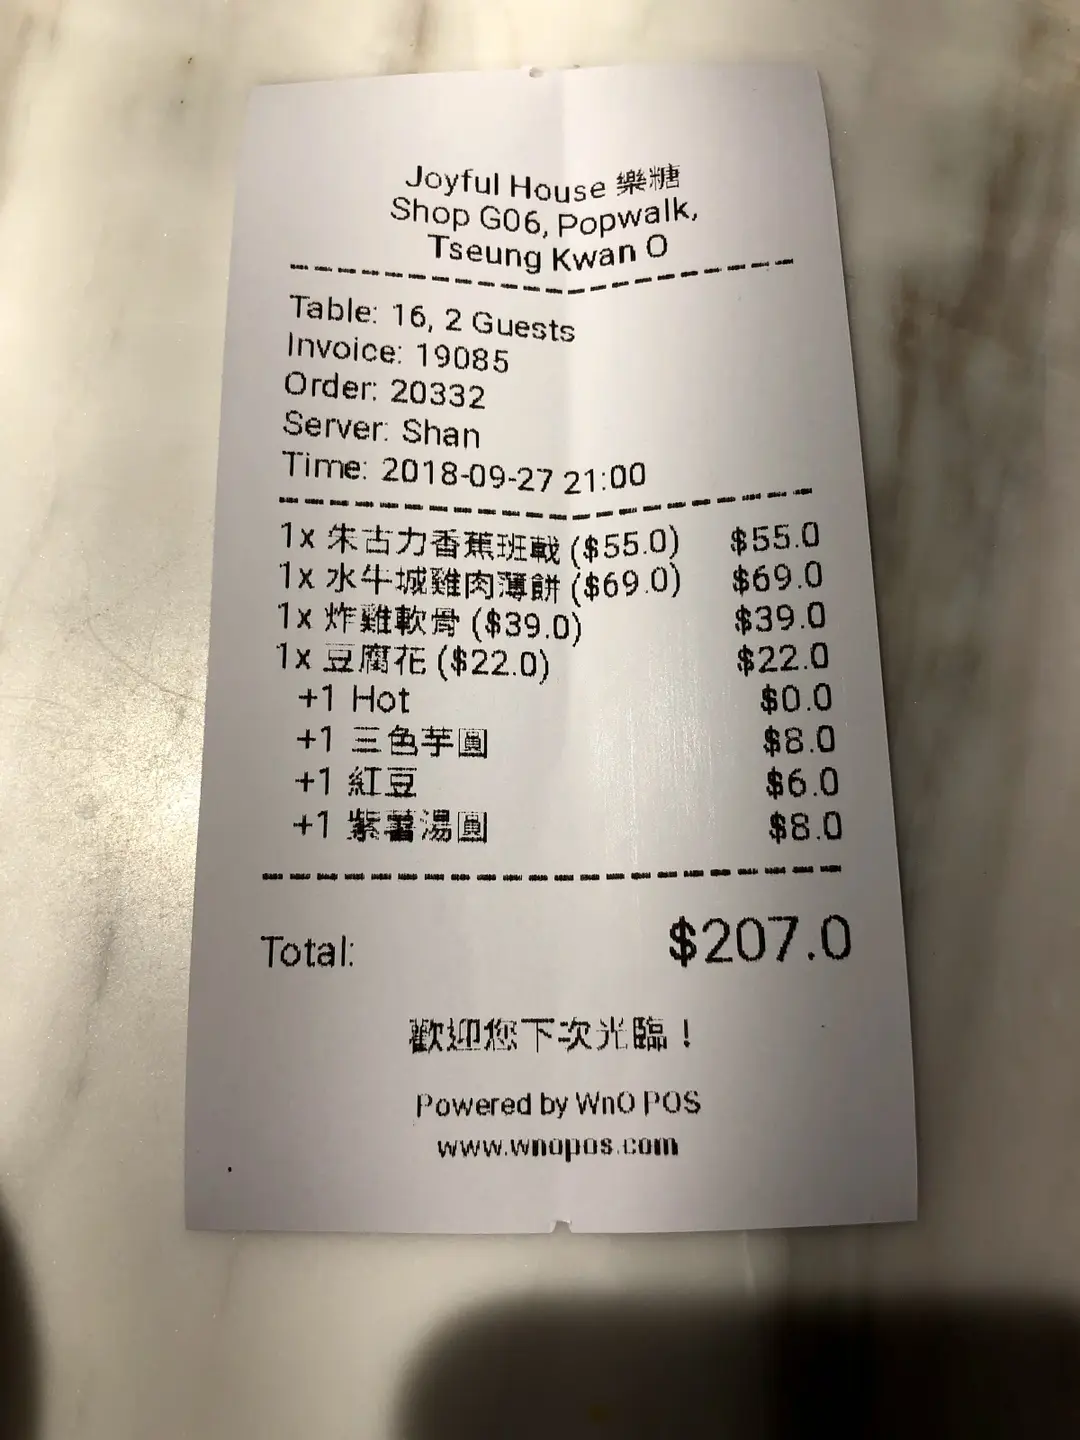 Joyful House 樂糖
Shop G06, Popwalk,
Tseung Kwan O
Table: 16, 2 Guests
Invoice: 19085
Order: 20332
Server: Shan
Time: 2018-09-27 21:00
1x 朱古力香蕉班戟 ($55.0) $55.0
1x 水牛城雞肉薄餅 ($69.0) $69.0
1x 炸雞軟骨 ($39.0) $39.0
1x 豆腐花 ($22.0) $22.0
+1 Hot $0.0
+1 三色芋圓 $8.0
+1 紅豆 $6.0
+1 紫薯湯圓 $8.0
Total: $207.0
歡迎您下次光臨！
Powered by WnO POS
www.wnopos.com